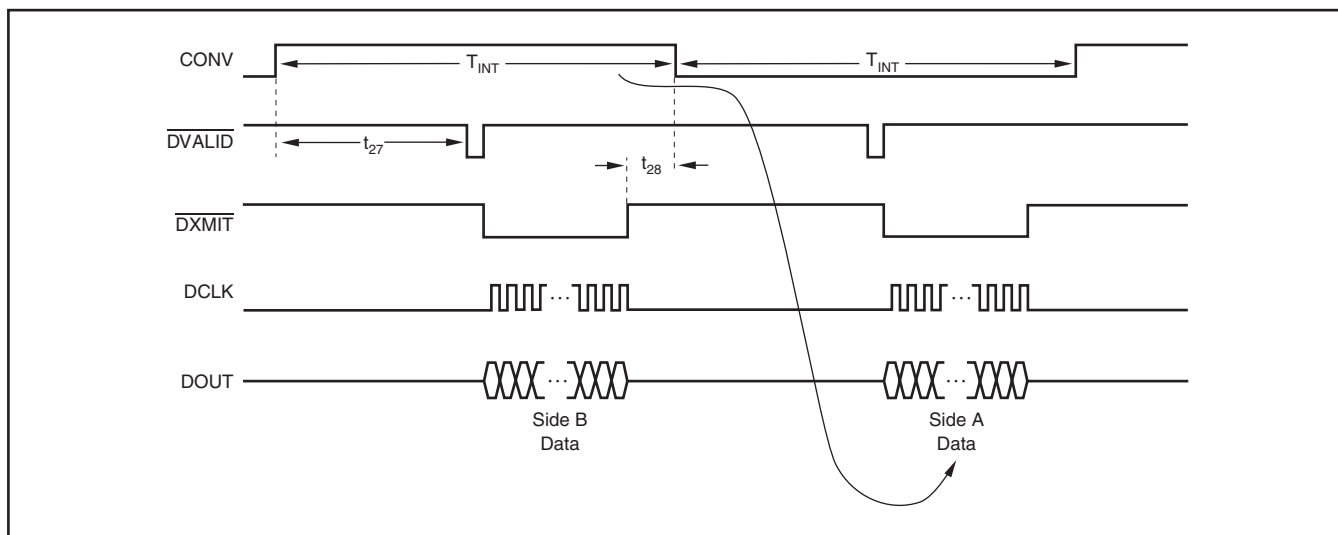 CONV
T_INT
T_INT
DVALID
t_27
t_28
DXMIT
DCLK
...
...
...
...
DOUT
...
...
Side B
Data
Side A
Data